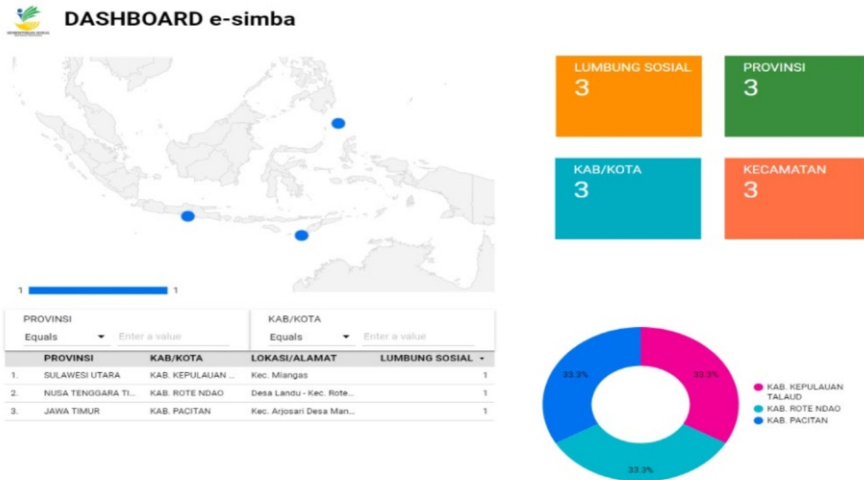 DASHBOARD e-simba
KEMENTERIAN SOSIAL
LUMBUNG SOSIAL
3
PROVINSI
3
KAB/KOTA
3
KECAMATAN
3
1 1
PROVINSI
Equals Enter a value
KAB/KOTA
Equals Enter a value
PROVINSI KAB/KOTA LOKASI/ALAMAT LUMBUNG SOSIAL
1. SULAWESI UTARA KAB. KEPULAUAN ... Kec. Miangas 1
2. NUSA TENGGARA TI... KAB. ROTE NDAO Desa Landu - Kec. Rote... 1
3. JAWA TIMUR KAB. PACITAN Kec. Arjosari Desa Man... 1
33.3%
33.3%
33.3%
KAB. KEPULAUAN
TALAUD
KAB. ROTE NDAO
KAB. PACITAN